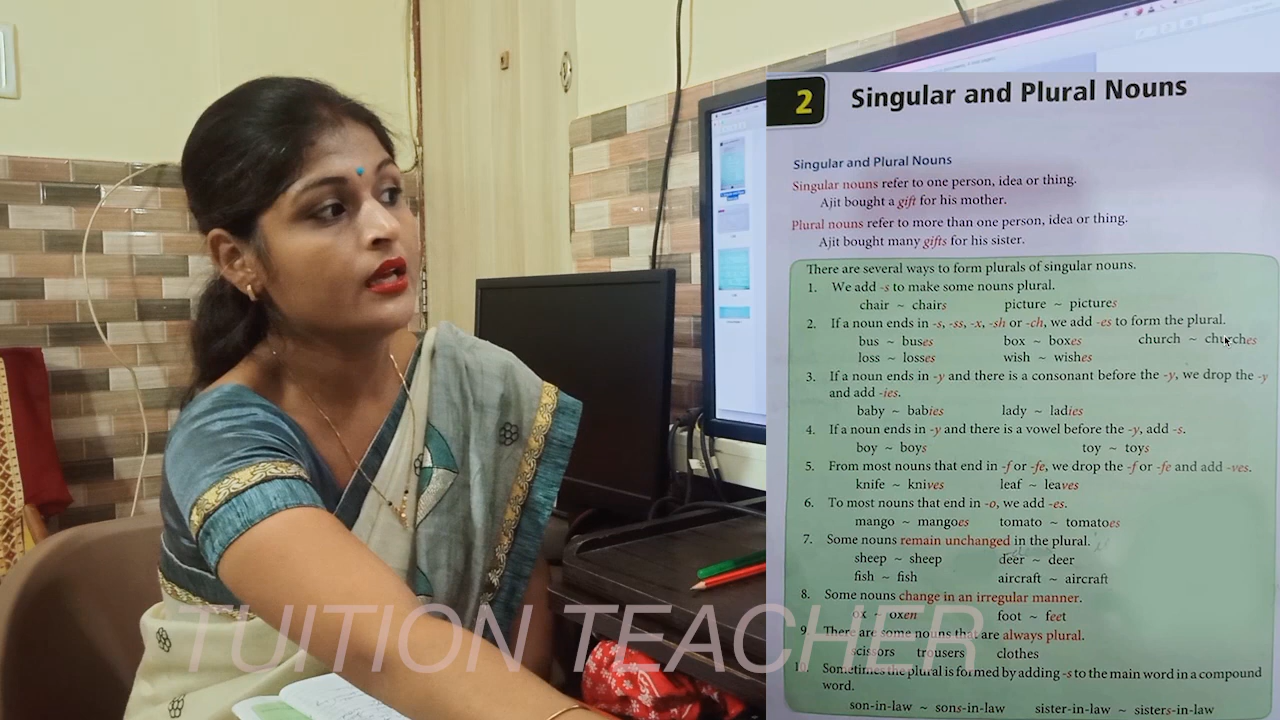 2
Singular and Plural Nouns
Singular and Plural Nouns
Singular nouns refer to one person, idea or thing.
Ajit bought a gift for his mother.
Plural nouns refer to more than one person, idea or thing.
Ajit bought many gifts for his sister.
There are several ways to form plurals of singular nouns.
1. We add -s to make some nouns plural.
chair ~ chairs picture ~ pictures
2. If a noun ends in -s, -ss, -x, -sh or -ch, we add -es to form the plural.
bus ~ buses box ~ boxes church ~ churches
loss ~ losses wish ~ wishes
3. If a noun ends in -y and there is a consonant before the -y, we drop the -y
and add -ies.
baby ~ babies lady ~ ladies
4. If a noun ends in -y and there is a vowel before the -y, add -s.
boy ~ boys toy ~ toys
5. From most nouns that end in -f or -fe, we drop the -f or -fe and add -ves.
knife ~ knives leaf ~ leaves
6. To most nouns that end in -o, we add -es.
mango ~ mangoes tomato ~ tomatoes
7. Some nouns remain unchanged in the plural.
sheep ~ sheep deer ~ deer
fish ~ fish aircraft ~ aircraft
8. Some nouns change in an irregular manner.
ox ~ oxen foot ~ feet
9. There are some nouns that are always plural.
scissors trousers clothes
10. Sometimes the plural is formed by adding -s to the main word in a compound
word.
son-in-law ~ sons-in-law sister-in-law ~ sisters-in-law
TUITION TEACHER